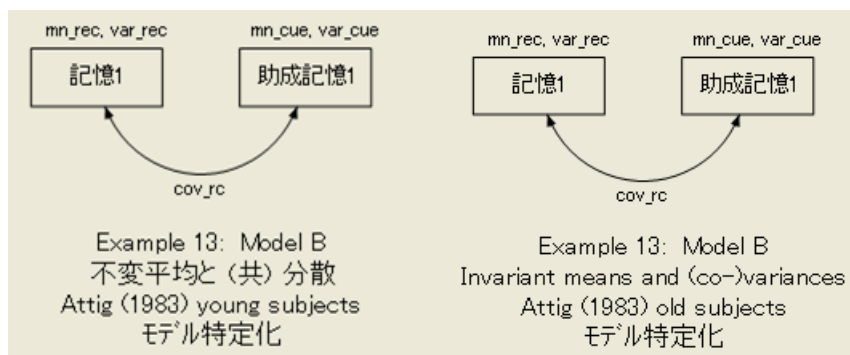 mn_rec, var_rec
mn_cue, var_cue
記憶1
助成記憶1
cov_rc
Example 13: Model B
不変平均と（共）分散
Attig (1983) young subjects
モデル特定化
mn_rec, var_rec
mn_cue, var_cue
記憶1
助成記憶1
cov_rc
Example 13: Model B
Invariant means and (co-)variances
Attig (1983) old subjects
モデル特定化